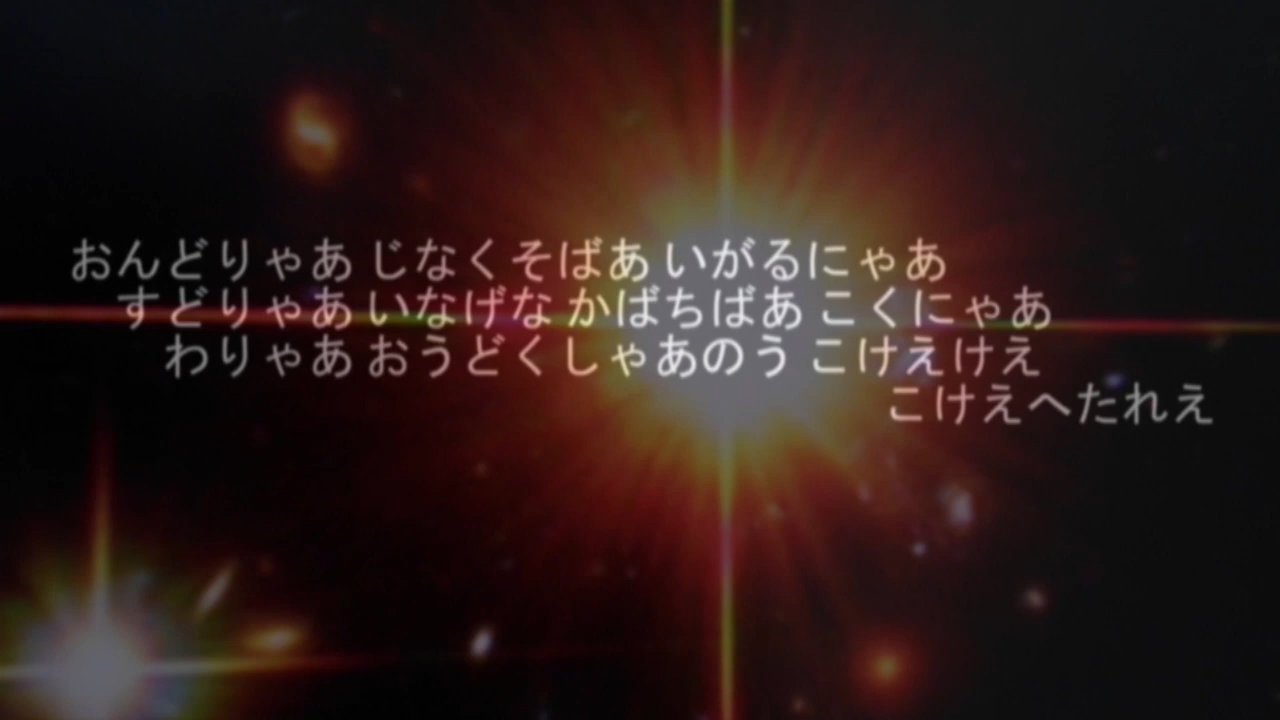 おんどりゃあ じなくそばあ いがるにゃあ
すどりゃあ いなげな かばちばあ こくにゃあ
わりゃあ おうどくしゃあのう こけえけえ
こけえへたれえ